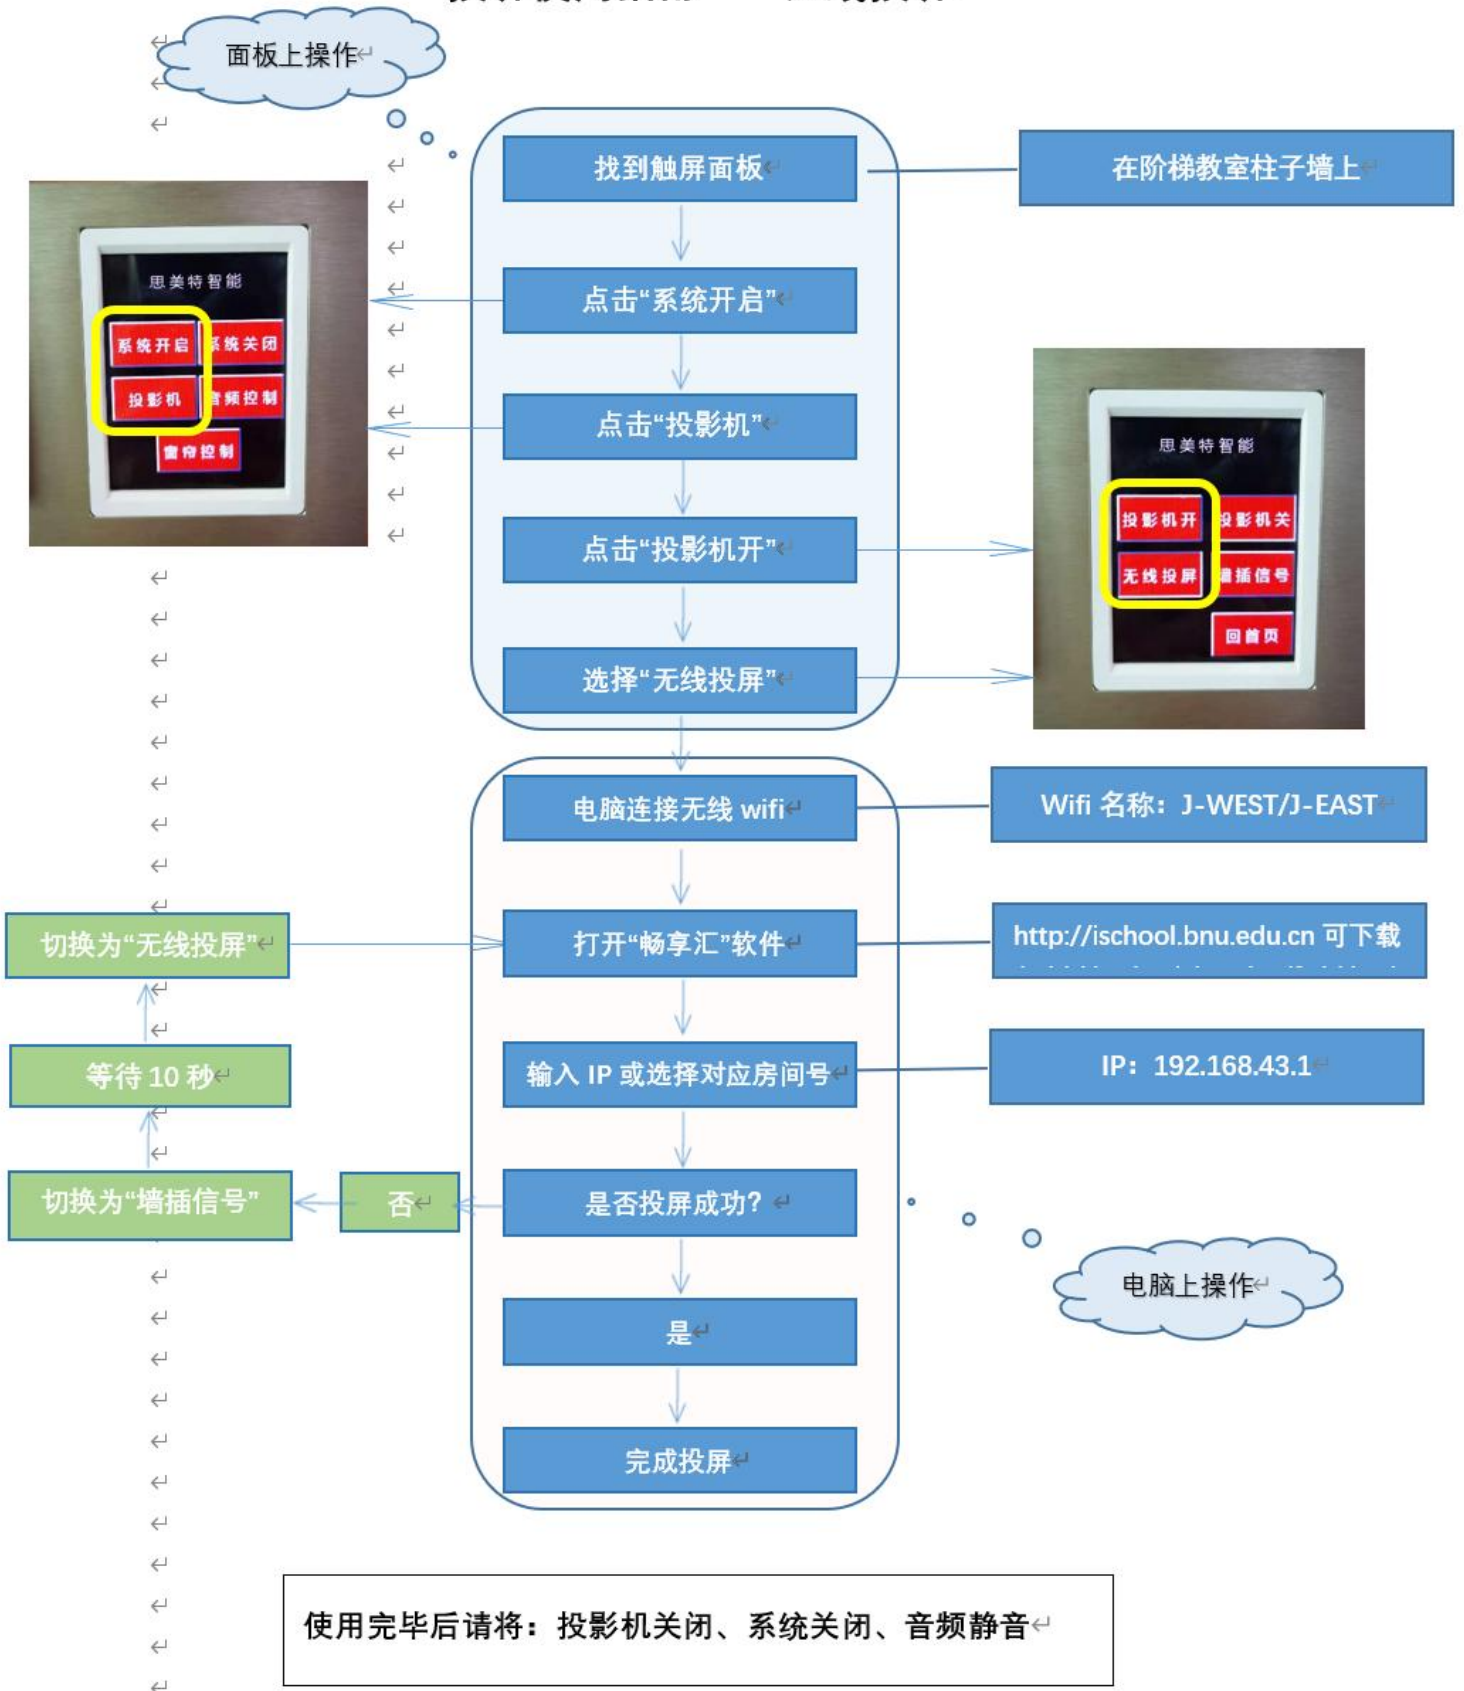 面板上操作
找到触屏面板
在阶梯教室柱子墙上
点击“系统开启”
点击“投影机”
点击“投影机开”
选择“无线投屏”
思美特智能
系统开启
系统关闭
投影机
音频控制
窗帘控制
思美特智能
投影机开
投影机关
无线投屏
墙插信号
回首页
电脑连接无线 wifi
Wifi 名称：J-WEST/J-EAST
打开“畅享汇”软件
http://ischool.bnu.edu.cn 可下载
输入 IP 或选择对应房间号
IP：192.168.43.1
是否投屏成功？
否
切换为“墙插信号”
等待 10 秒
切换为“无线投屏”
电脑上操作
是
完成投屏
使用完毕后请将：投影机关闭、系统关闭、音频静音